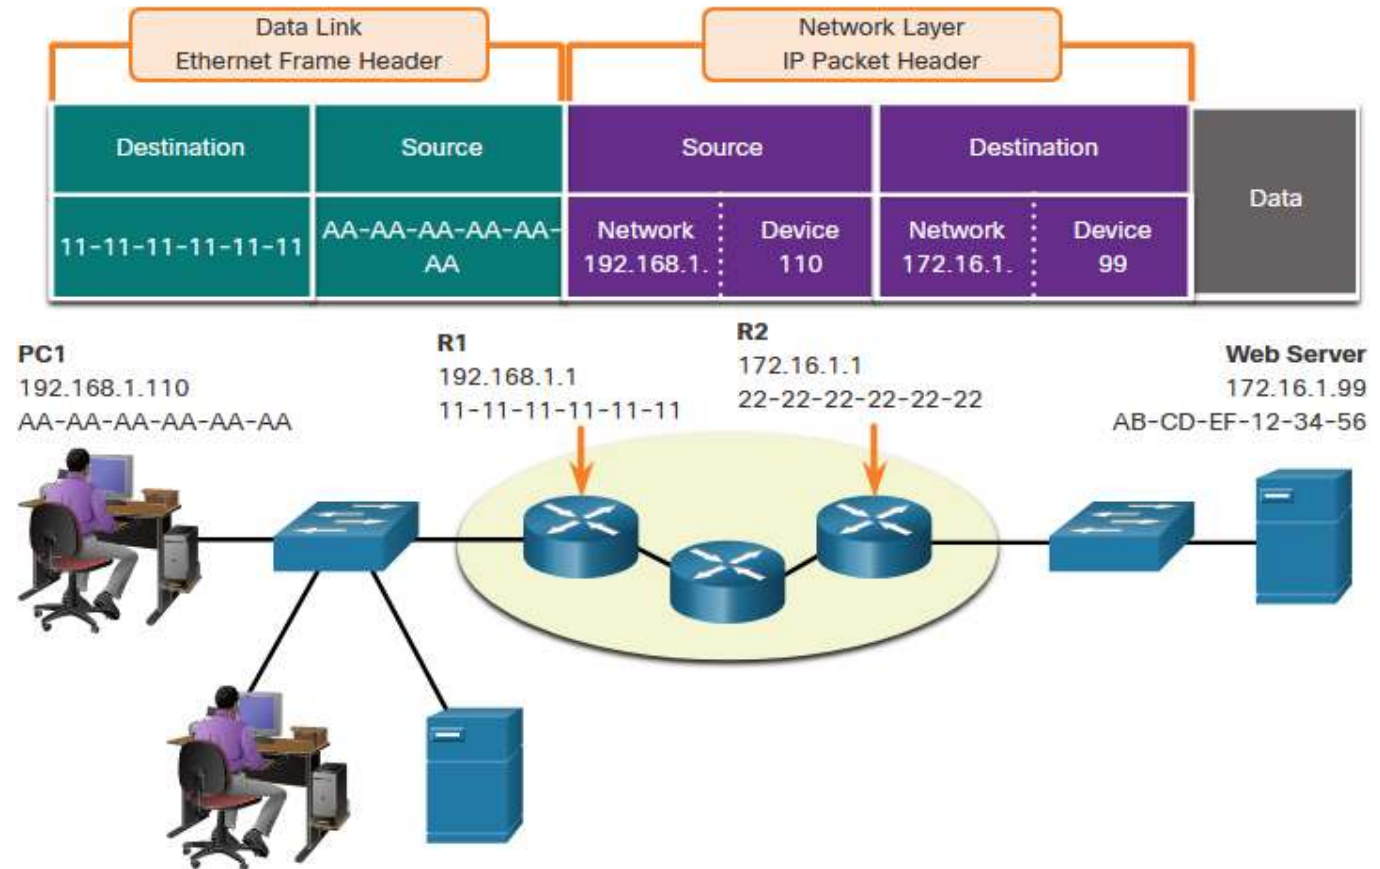 Data Link
Ethernet Frame Header
Network Layer
IP Packet Header
Destination
Source
Source
Destination
Data
11-11-11-11-11-11
AA-AA-AA-AA-AA-
AA
Network
192.168.1.
Device
110
Network
172.16.1.
Device
99
PC1
192.168.1.110
AA-AA-AA-AA-AA-AA
R1
192.168.1.1
11-11-11-11-11-11
R2
172.16.1.1
22-22-22-22-22-22
Web Server
172.16.1.99
AB-CD-EF-12-34-56